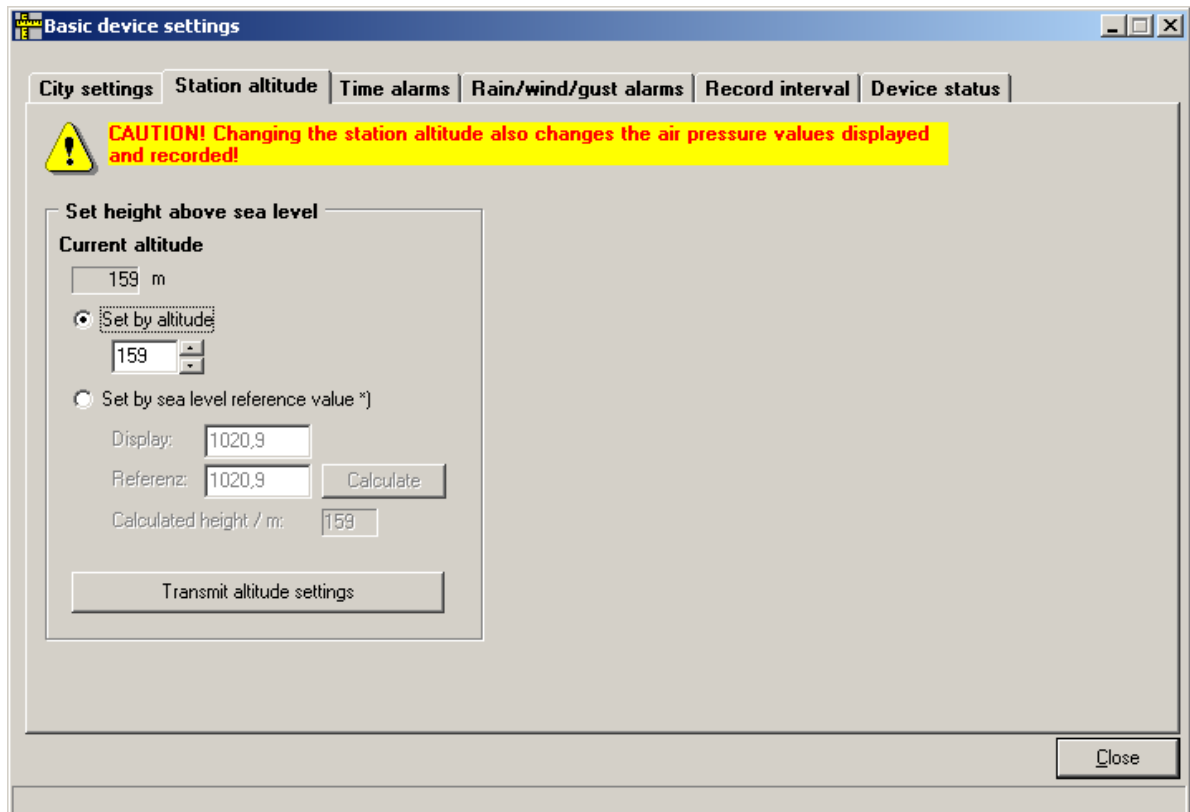 Basic device settings
City settings Station altitude Time alarms Rain/wind/gust alarms Record interval Device status
CAUTION! Changing the station altitude also changes the air pressure values displayed
and recorded!
Set height above sea level
Current altitude
159 m
Set by altitude
159
Set by sea level reference value *)
Display: 1020,9
Referenz: 1020,9 Calculate
Calculated height / m: 159
Transmit altitude settings
Close